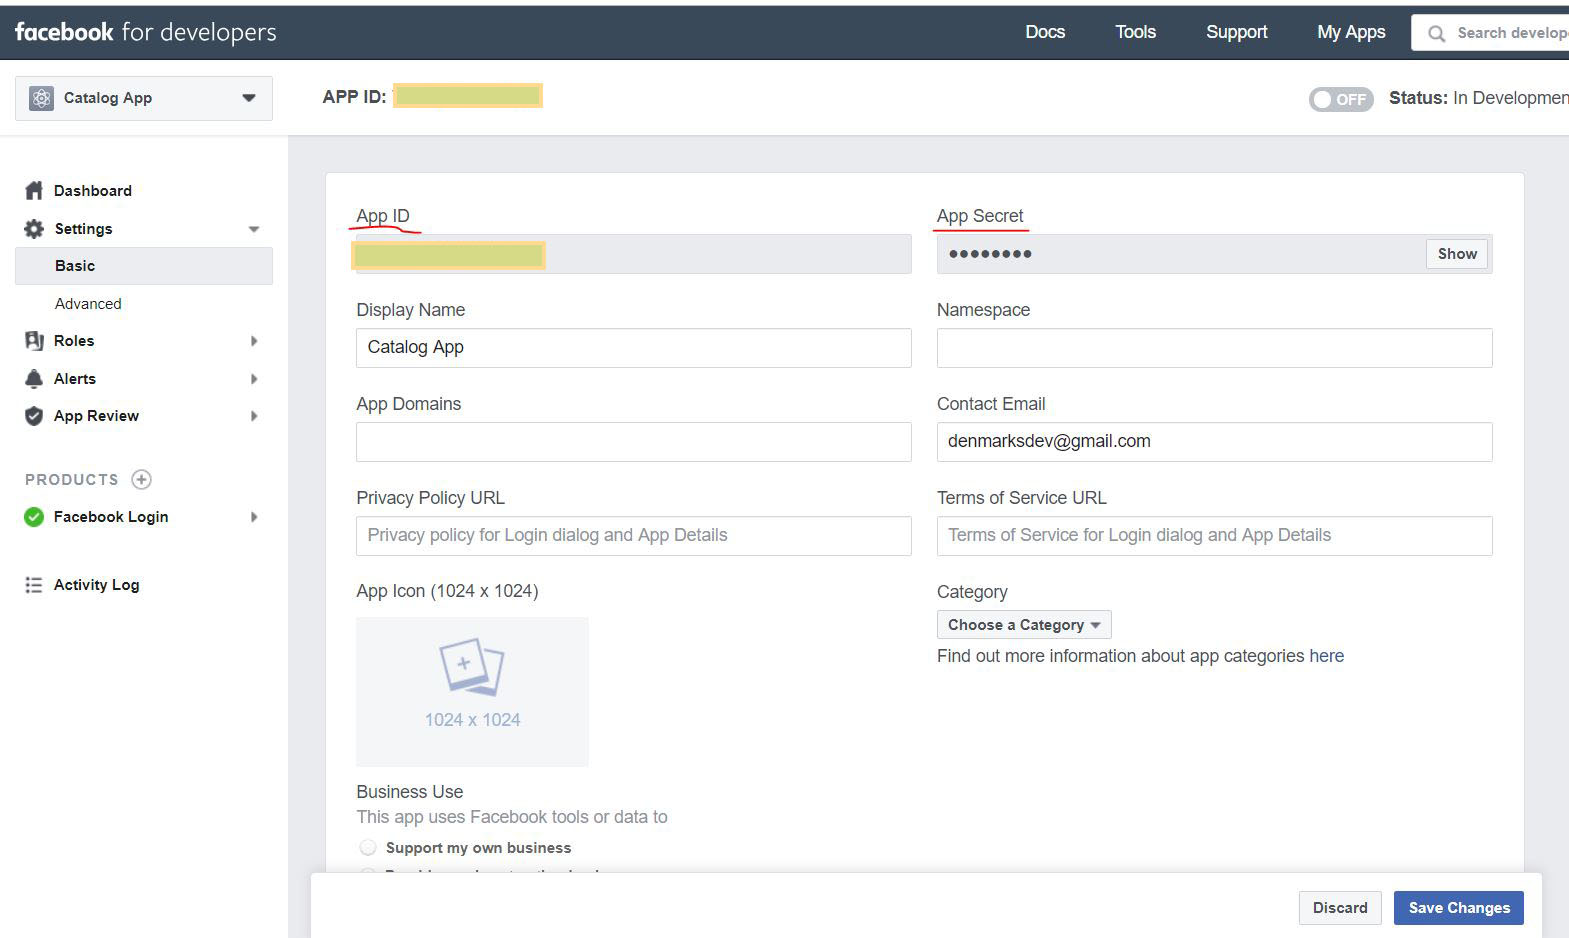 facebook for developers
Docs
Tools
Support
My Apps
Search develop
Catalog App
APP ID:
OFF
Status: In Developmen
Dashboard
Settings
Basic
Advanced
Roles
Alerts
App Review
PRODUCTS
Facebook Login
Activity Log
App ID
App Secret
●●●●●●●●
Show
Display Name
Namespace
Catalog App
App Domains
Contact Email
denmarksdev@gmail.com
Privacy Policy URL
Terms of Service URL
Privacy policy for Login dialog and App Details
Terms of Service for Login dialog and App Details
App Icon (1024 x 1024)
Category
Choose a Category
Find out more information about app categories here
1024 x 1024
Business Use
This app uses Facebook tools or data to
Support my own business
Discard
Save Changes